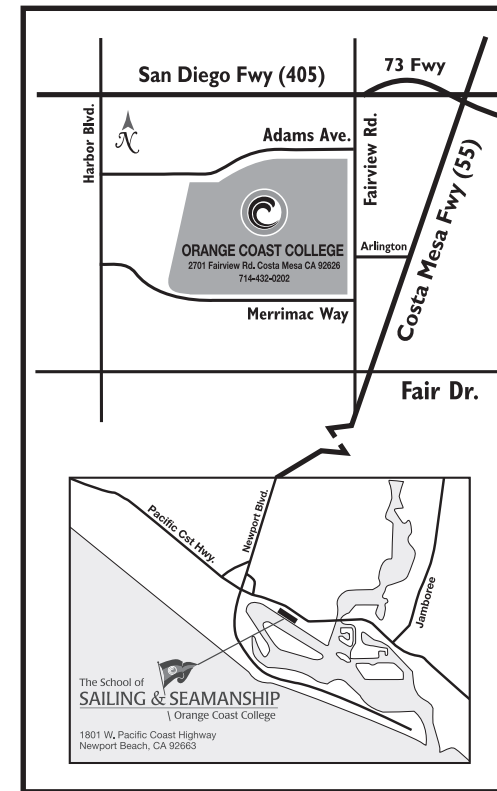 73 Fwy
San Diego Fwy (405)
Harbor Blvd.
N
Adams Ave.
Fairview Rd.
Costa Mesa Fwy (55)
Arlington
ORANGE COAST COLLEGE
2701 Fairview Rd. Costa Mesa CA 92626
714-432-0202
Merrimac Way
Fair Dr.
Pacific Cst Hwy.
Newport Blvd.
Jamboree
The School of
SAILING & SEAMANSHIP
\ Orange Coast College
1801 W. Pacific Coast Highway
Newport Beach, CA 92663